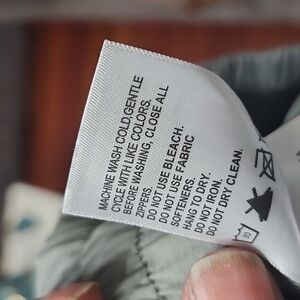 MACHINE WASH COLD,GENTLE
CYCLE WITH LIKE COLORS.
BEFORE WASHING, CLOSE ALL
ZIPPERS.
DO NOT USE BLEACH.
DO NOT USE FABRIC
SOFTENERS.
HANG TO DRY.
DO NOT IRON.
DO NOT DRY CLEAN.
30